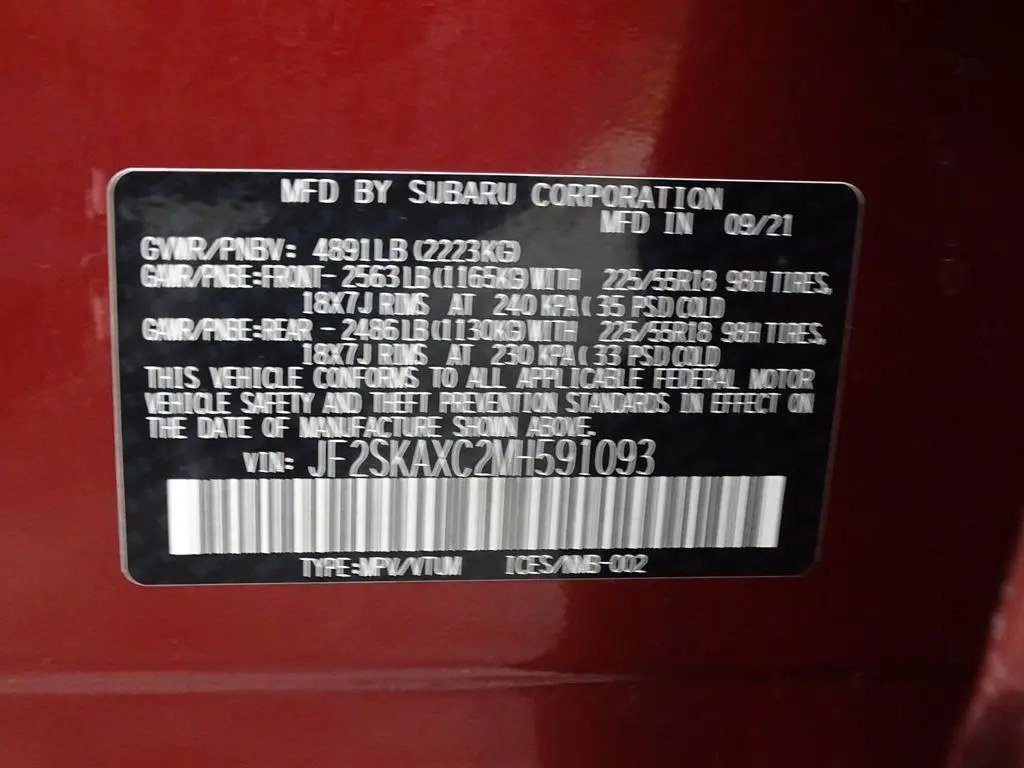 MFD BY SUBARU CORPORATION
MFD IN 09/21
GVWR/PNBV: 4891LB(2223KG)
GAWR/PNBE:FRONT- 2563LB(1165KG)WITH 225/55R18 98H TIRES,
18X7J RIMS AT 240 KPA( 35 PSI)COLD
GAWR/PNBE:REAR - 2486LB(1130KG)WITH 225/55R18 98H TIRES,
18X7J RIMS AT 230 KPA( 33 PSI)COLD
THIS VEHICLE CONFORMS TO ALL APPLICABLE FEDERAL MOTOR
VEHICLE SAFETY AND THEFT PREVENTION STANDARDS IN EFFECT ON
THE DATE OF MANUFACTURE SHOWN ABOVE.
VIN: JF2SKAXC2MH591093
TYPE:MPV/VTUM ICES/NMB-002